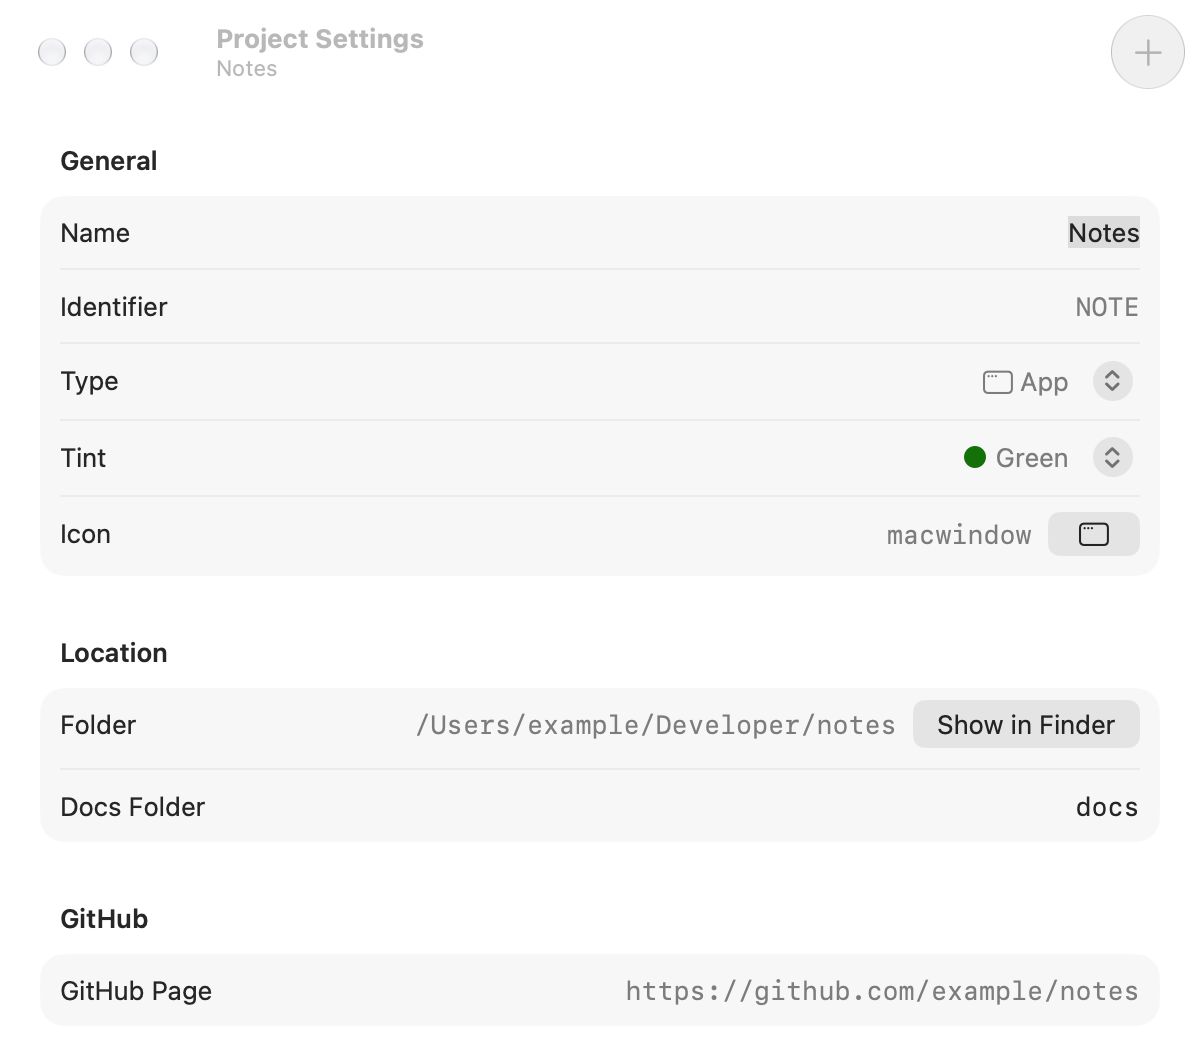 Project Settings
Notes
General
Name Notes
Identifier NOTE
Type App
Tint Green
Icon macwindow
Location
Folder /Users/example/Developer/notes Show in Finder
Docs Folder docs
GitHub
GitHub Page https://github.com/example/notes